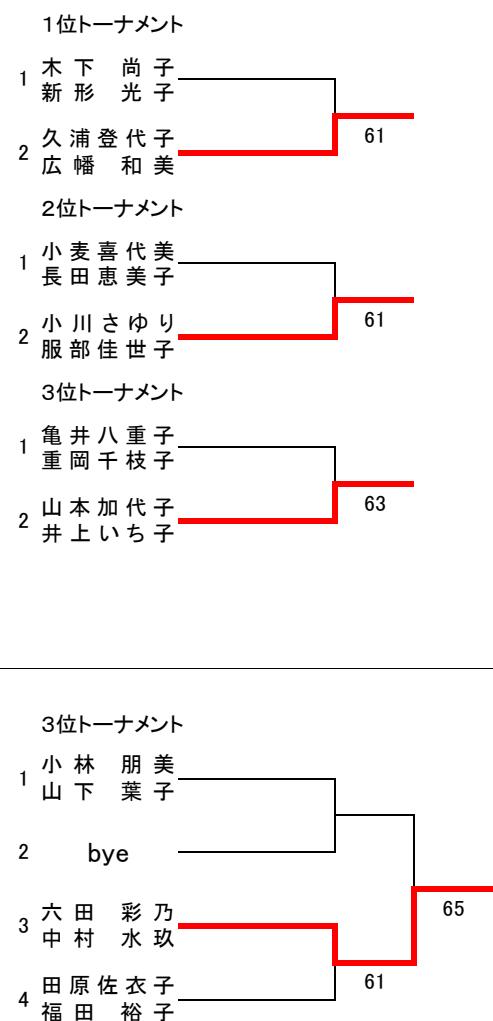 1位トーナメント
1 木下 尚子
新形 光子
61
2 久浦登代子
広幡 和美
2位トーナメント
1 小麦喜代美
長田恵美子
61
2 小川さゆり
服部佳世子
3位トーナメント
1 亀井八重子
重岡千枝子
63
2 山本加代子
井上いち子
3位トーナメント
1 小林 朋美
山下 葉子
2 bye
65
3 六田 彩乃
中村 水玖
61
4 田原佐衣子
福田 裕子